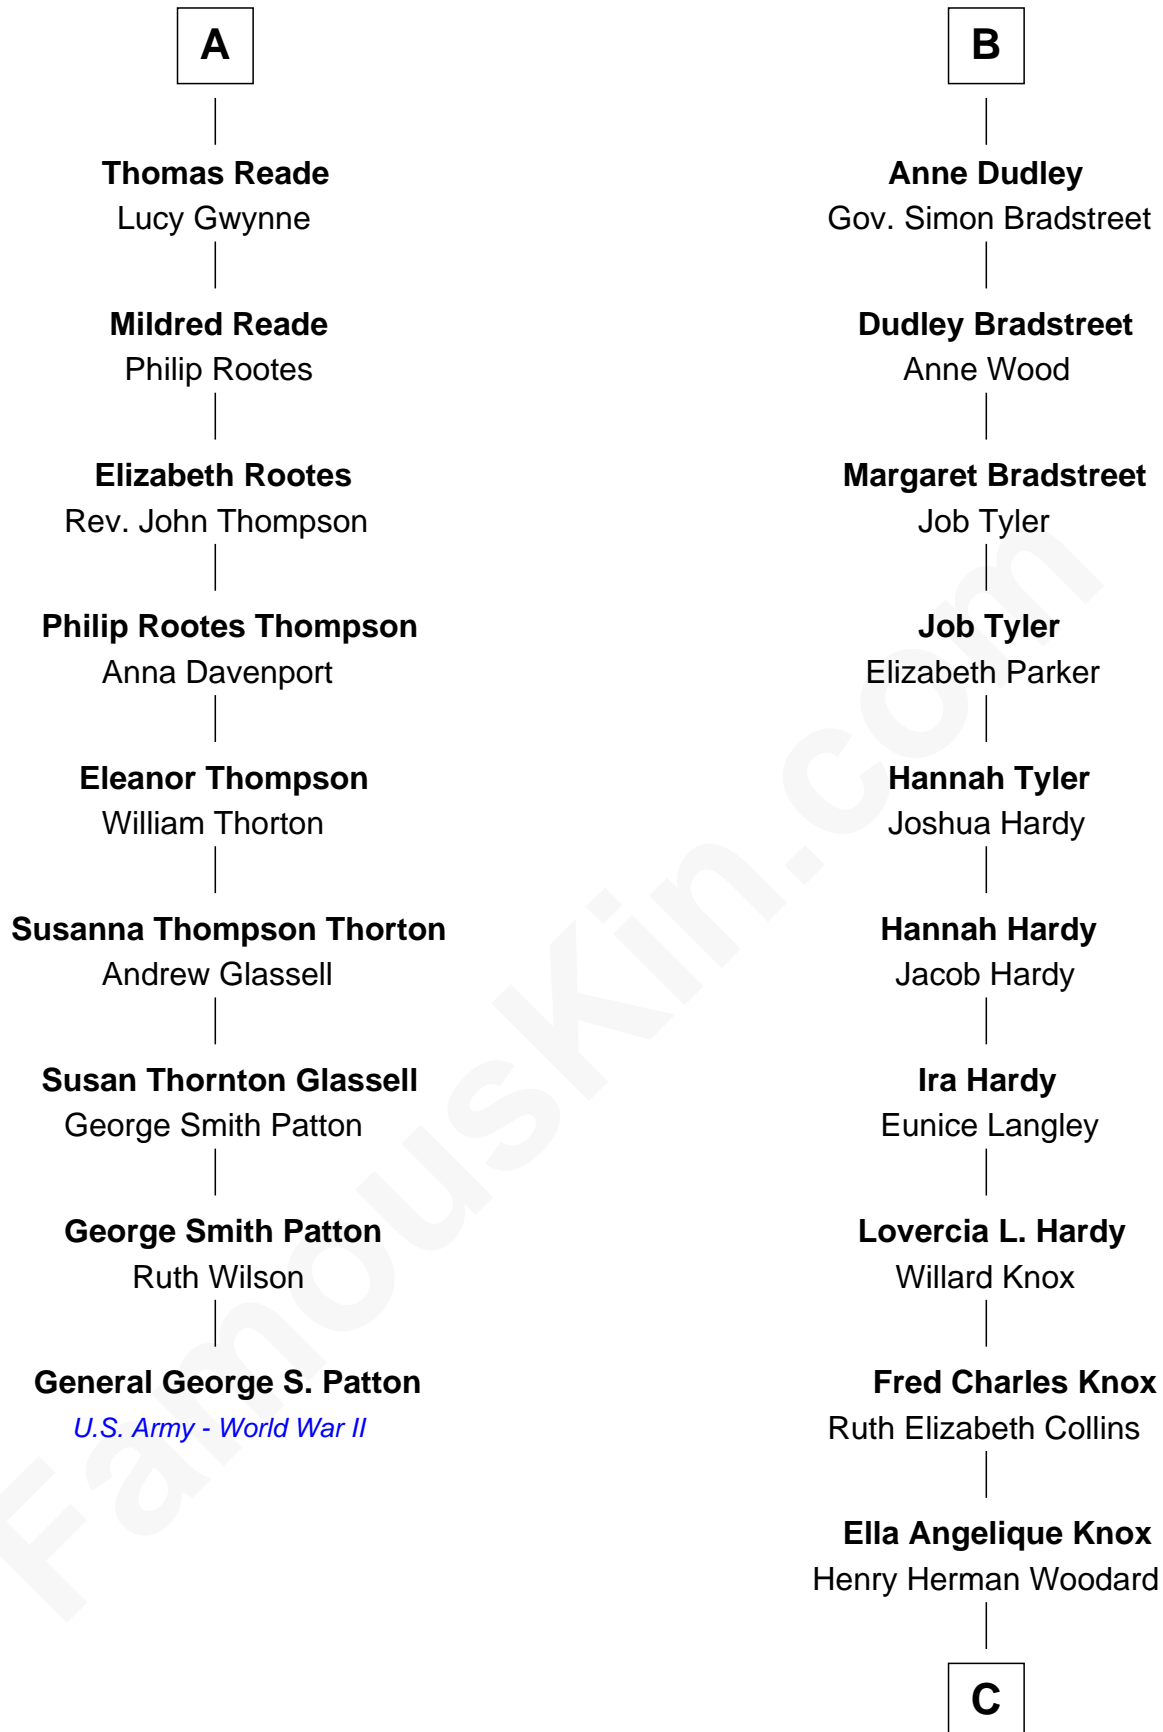 A
Thomas Reade
Lucy Gwynne
Mildred Reade
Philip Rootes
Elizabeth Rootes
Rev. John Thompson
Philip Rootes Thompson
Anna Davenport
Eleanor Thompson
William Thorton
Susanna Thompson Thorton
Andrew Glassell
Susan Thornton Glassell
George Smith Patton
George Smith Patton
Ruth Wilson
General George S. Patton
U.S. Army - World War II
B
Anne Dudley
Gov. Simon Bradstreet
Dudley Bradstreet
Anne Wood
Margaret Bradstreet
Job Tyler
Job Tyler
Elizabeth Parker
Hannah Tyler
Joshua Hardy
Hannah Hardy
Jacob Hardy
Ira Hardy
Eunice Langley
Lovercia L. Hardy
Willard Knox
Fred Charles Knox
Ruth Elizabeth Collins
Ella Angelique Knox
Henry Herman Woodard
C
FamousKin.com